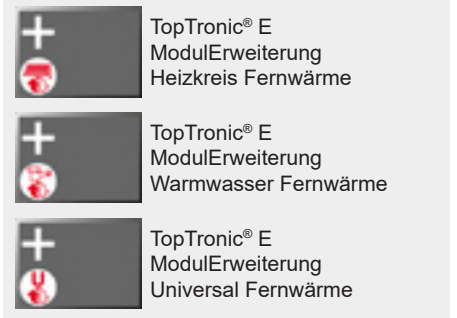 TopTronic® E
ModulErweiterung
Heizkreis Fernwärme
TopTronic® E
ModulErweiterung
Warmwasser Fernwärme
TopTronic® E
ModulErweiterung
Universal Fernwärme